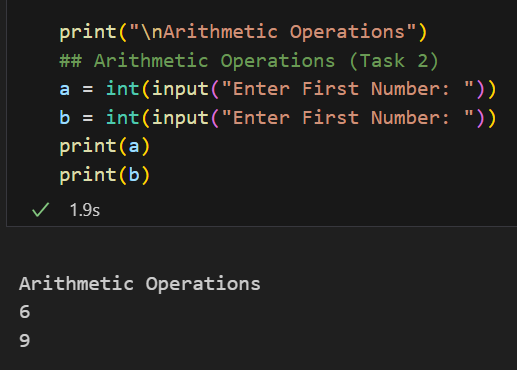 print("\nArithmetic Operations")
## Arithmetic Operations (Task 2)
a = int(input("Enter First Number: "))
b = int(input("Enter First Number: "))
print(a)
print(b)
1.9s
Arithmetic Operations
6
9